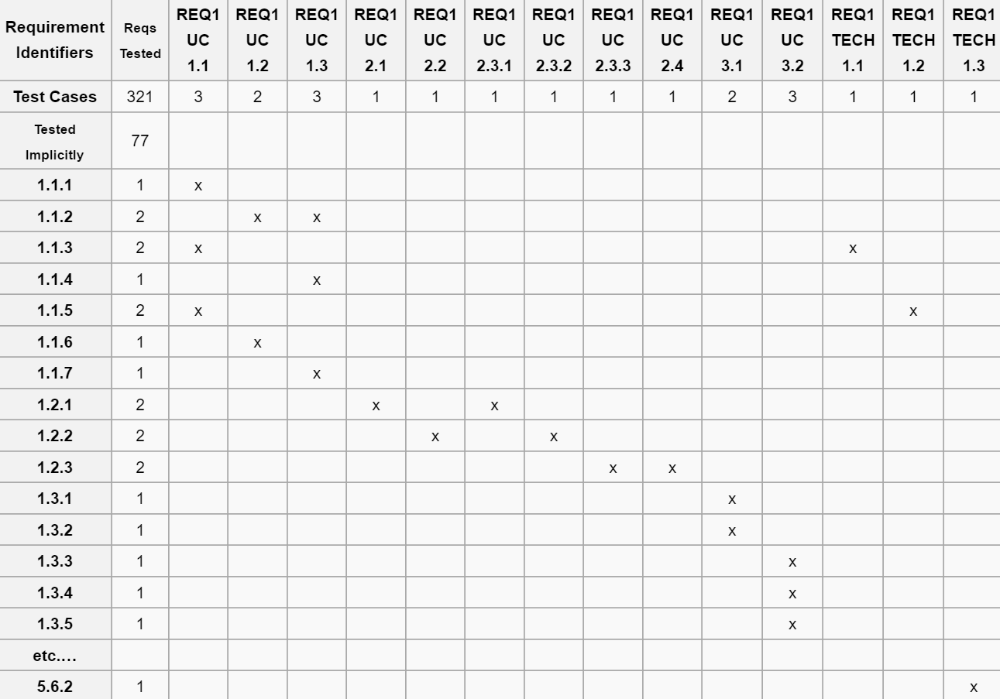 Requirement Identifiers Reqs Tested REQ1 UC 1.1 REQ1 UC 1.2 REQ1 UC 1.3 REQ1 UC 2.1 REQ1 UC 2.2 REQ1 UC 2.3.1 REQ1 UC 2.3.2 REQ1 UC 2.3.3 REQ1 UC 2.4 REQ1 UC 3.1 REQ1 UC 3.2 REQ1 TECH 1.1 REQ1 TECH 1.2 REQ1 TECH 1.3
Test Cases 321 3 2 3 1 1 1 1 1 1 2 3 1 1 1
Tested Implicitly 77
1.1.1 1 x
1.1.2 2 x x
1.1.3 2 x x
1.1.4 1 x
1.1.5 2 x x
1.1.6 1 x
1.1.7 1 x
1.2.1 2 x x
1.2.2 2 x x
1.2.3 2 x x
1.3.1 1 x
1.3.2 1 x
1.3.3 1 x
1.3.4 1 x
1.3.5 1 x
etc....
5.6.2 1 x